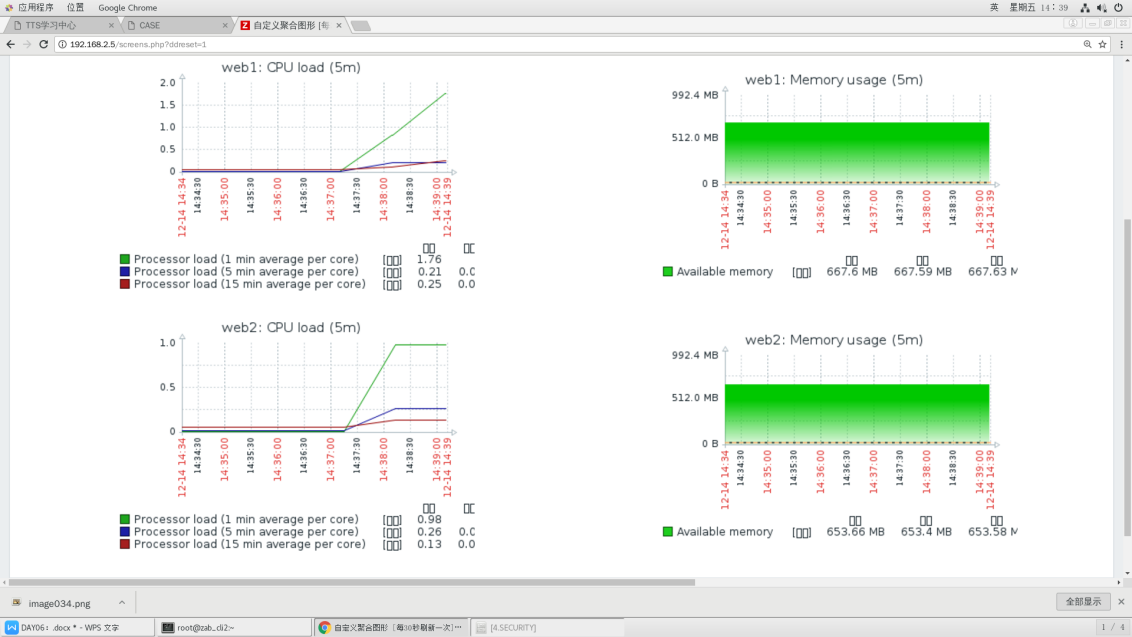 应用程序 位置 Google Chrome 英 星期五 14：39
TTS学习中心 × CASE × Z 自定义聚合图形 [每 ×
192.168.2.5/screens.php?ddreset=1
web1: CPU load (5m)
2.0
1.5
1.0
0.5
0
12-14 14:34
14:34:30
14:35:00
14:35:30
14:36:00
14:36:30
14:37:00
14:37:30
14:38:00
14:38:30
14:39:00
12-14 14:39
Processor load (1 min average per core) 1.76
Processor load (5 min average per core) 0.21 0.0
Processor load (15 min average per core) 0.25 0.0
web1: Memory usage (5m)
992.4 MB
512.0 MB
0 B
12-14 14:34
14:34:30
14:35:00
14:35:30
14:36:00
14:36:30
14:37:00
14:37:30
14:38:00
14:38:30
14:39:00
12-14 14:39
Available memory 667.6 MB 667.59 MB 667.63 M
web2: CPU load (5m)
1.0
0.5
0
12-14 14:34
14:34:30
14:35:00
14:35:30
14:36:00
14:36:30
14:37:00
14:37:30
14:38:00
14:38:30
14:39:00
12-14 14:39
Processor load (1 min average per core) 0.98
Processor load (5 min average per core) 0.26 0.0
Processor load (15 min average per core) 0.13 0.0
web2: Memory usage (5m)
992.4 MB
512.0 MB
0 B
12-14 14:34
14:34:30
14:35:00
14:35:30
14:36:00
14:36:30
14:37:00
14:37:30
14:38:00
14:38:30
14:39:00
12-14 14:39
Available memory 653.66 MB 653.4 MB 653.58 M
image034.png 全部显示
DAY06：.docx * - WPS 文字 root@zab_cli2:~ 自定义聚合图形 [每30秒刷新一次]··· [4.SECURITY] 1 / 4